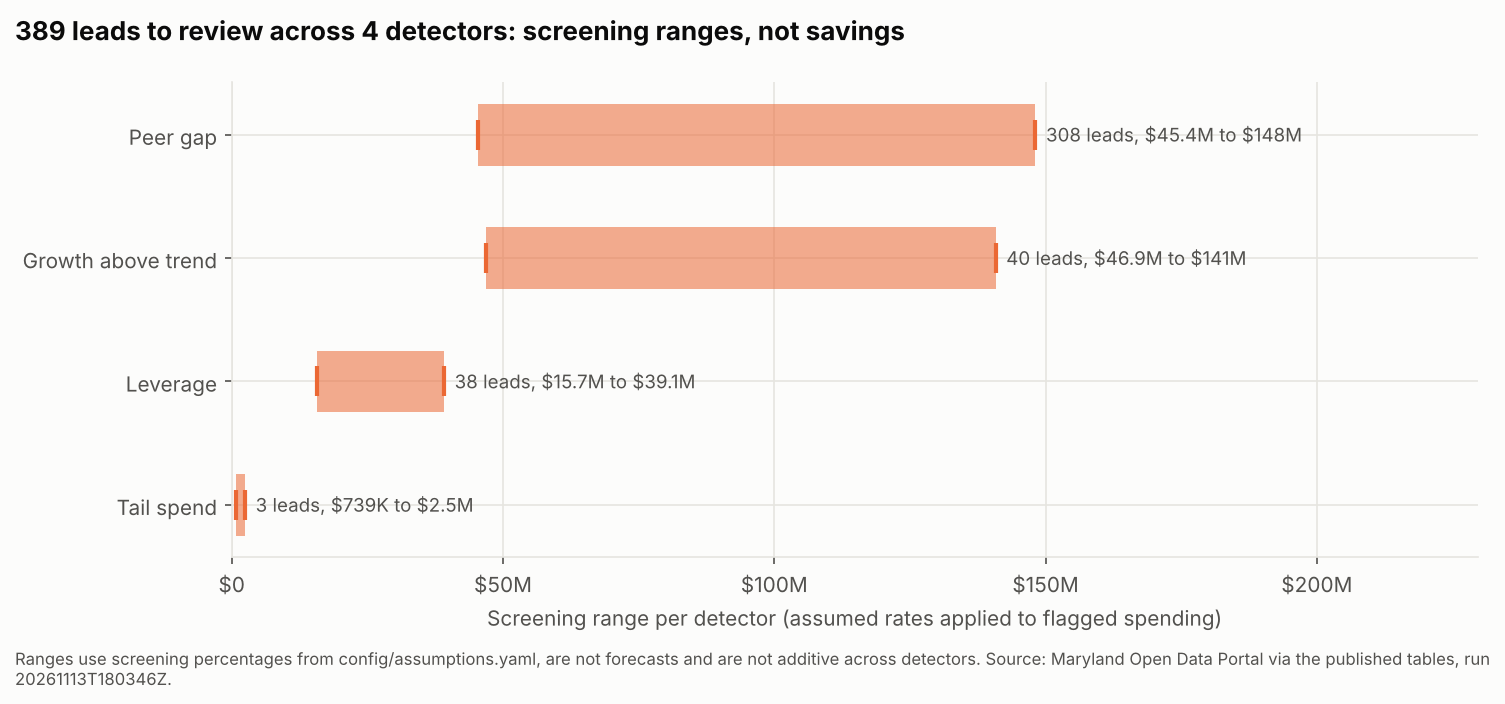 389 leads to review across 4 detectors: screening ranges, not savings
Peer gap
308 leads, $45.4M to $148M
Growth above trend
40 leads, $46.9M to $141M
Leverage
38 leads, $15.7M to $39.1M
Tail spend
3 leads, $739K to $2.5M
$0 $50M $100M $150M $200M
Screening range per detector (assumed rates applied to flagged spending)
Ranges use screening percentages from config/assumptions.yaml, are not forecasts and are not additive across detectors. Source: Maryland Open Data Portal via the published tables, run
20261113T180346Z.